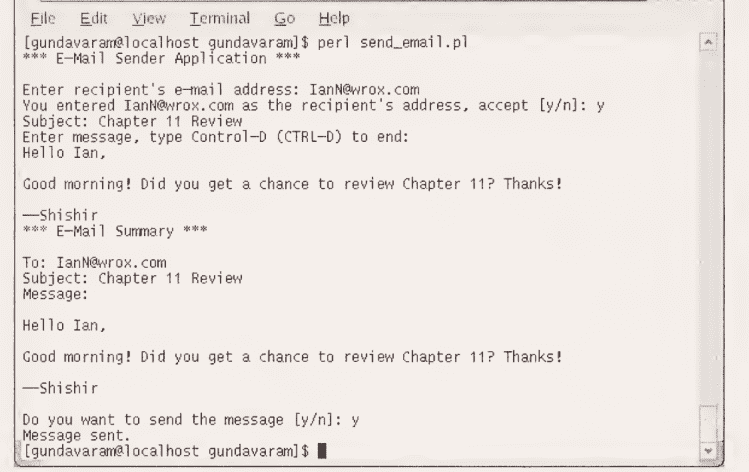 File Edit View Terminal Go Help
[gundavaram@localhost gundavaram]$ perl send_email.pl
*** E-Mail Sender Application ***
Enter recipient's e-mail address: IanN@wrox.com
You entered IanN@wrox.com as the recipient's address, accept [y/n]: y
Subject: Chapter 11 Review
Enter message, type Control-D (CTRL-D) to end:
Hello Ian,
Good morning! Did you get a chance to review Chapter 11? Thanks!
--Shishir
*** E-Mail Summary ***
To: IanN@wrox.com
Subject: Chapter 11 Review
Message:
Hello Ian,
Good morning! Did you get a chance to review Chapter 11? Thanks!
--Shishir
Do you want to send the message [y/n]: y
Message sent.
[gundavaram@localhost gundavaram]$